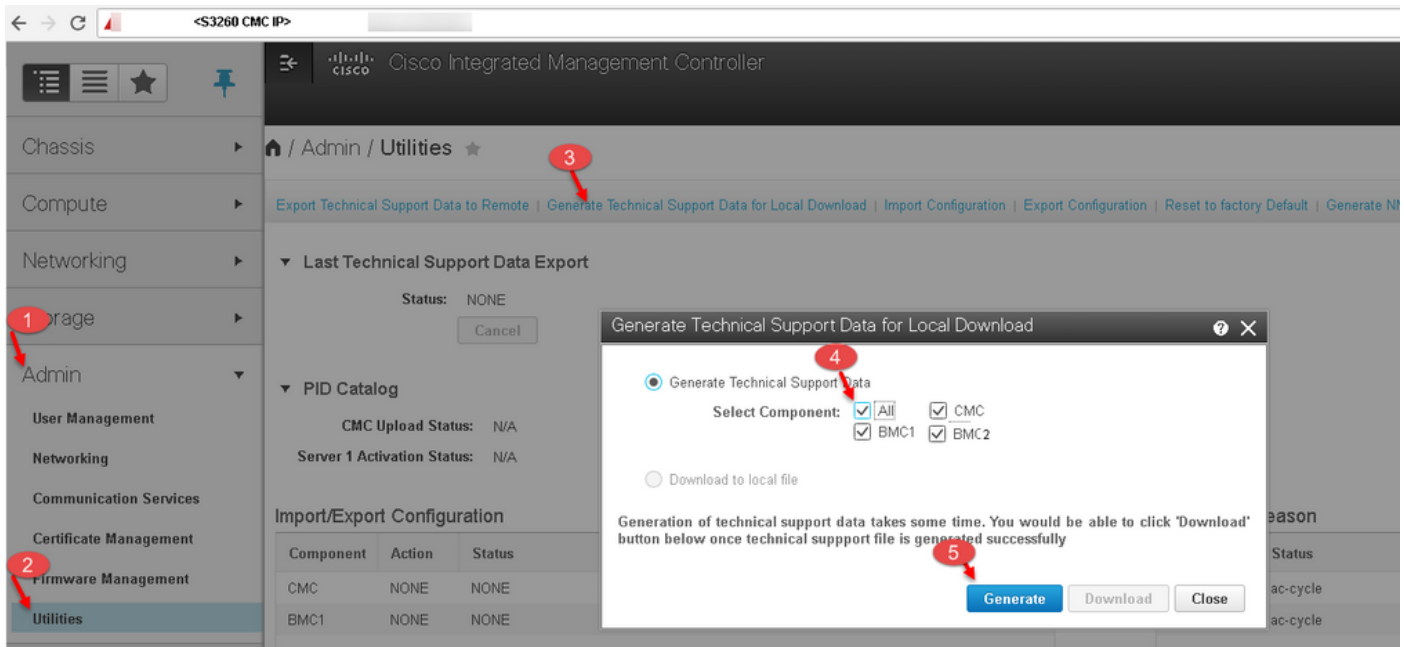 <S3260 CMC IP>
cisco Cisco Integrated Management Controller
Chassis
Compute
Networking
1 orage
1 Admin
User Management
Networking
Communication Services
Certificate Management
2 Firmware Management
Utilities
/ Admin / Utilities
3
Export Technical Support Data to Remote | Generate Technical Support Data for Local Download | Import Configuration | Export Configuration | Reset to factory Default | Generate NM
Last Technical Support Data Export
Status: NONE
Cancel
PID Catalog
CMC Upload Status: N/A
Server 1 Activation Status: N/A
Import/Export Configuration
Component Action Status
CMC NONE NONE
BMC1 NONE NONE
Generate Technical Support Data for Local Download
4
Generate Technical Support Data
Select Component: All CMC
BMC1 BMC2
Download to local file
Generation of technical support data takes some time. You would be able to click 'Download'
button below once technical suppport file is generated successfully
5
Generate Download Close
eason
Status
ac-cycle
ac-cycle